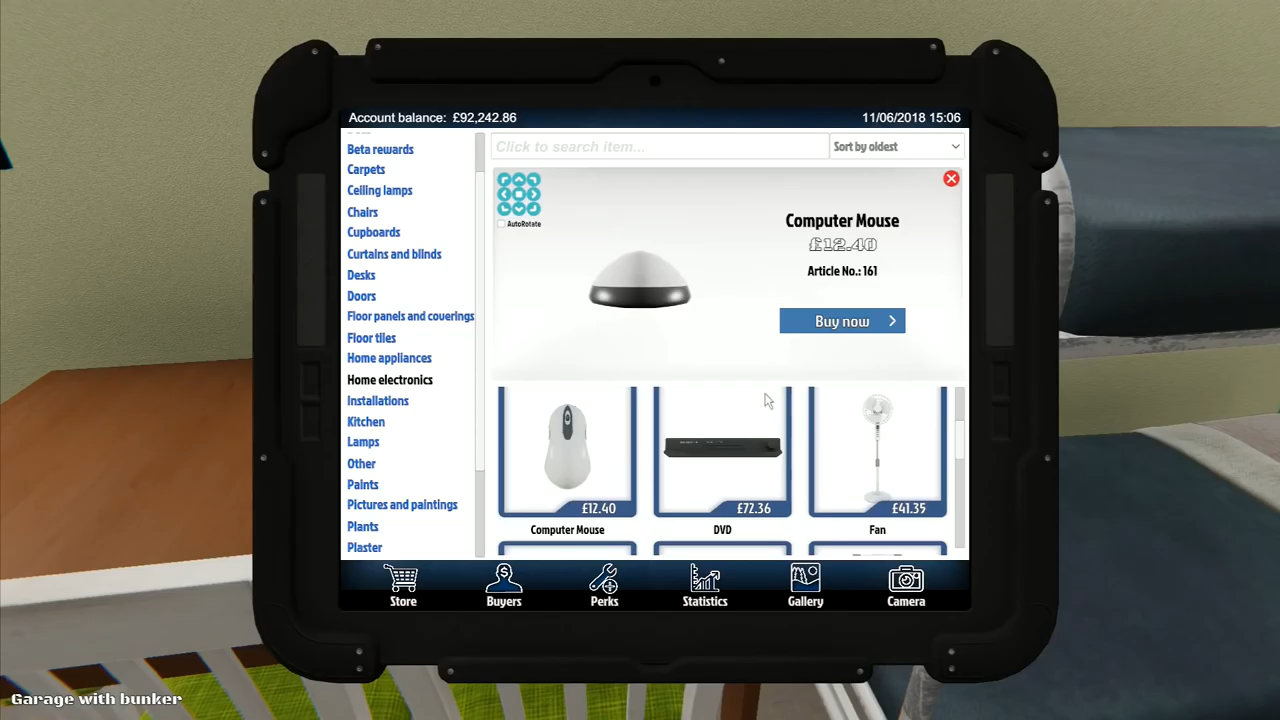 Account balance: £92,242.86
11/06/2018 15:06
Beta rewards
Carpets
Ceiling lamps
Chairs
Cupboards
Curtains and blinds
Desks
Doors
Floor panels and coverings
Floor tiles
Home appliances
Home electronics
Installations
Kitchen
Lamps
Other
Paints
Pictures and paintings
Plants
Plaster
Click to search item...
Sort by oldest
AutoRotate
Computer Mouse
£12.40
Article No.: 161
Buy now
£12.40
Computer Mouse
£72.36
DVD
£41.35
Fan
Store
Buyers
Perks
Statistics
Gallery
Camera
Garage with bunker